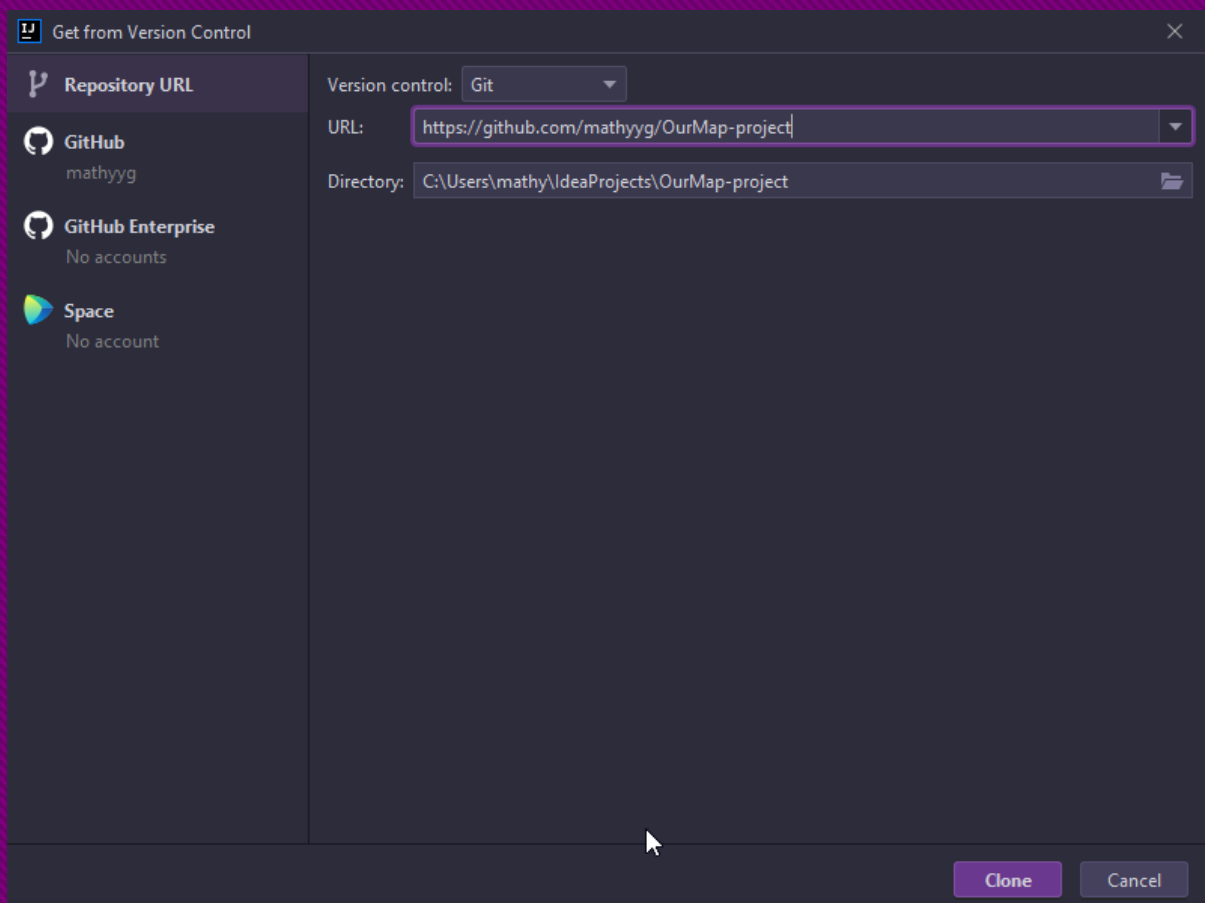 IJ
Get from Version Control
Repository URL
GitHub
mathyyg
GitHub Enterprise
No accounts
Space
No account
Version control: Git
URL: https://github.com/mathyyg/OurMap-project
Directory: C:\Users\mathy\IdeaProjects\OurMap-project
Clone Cancel